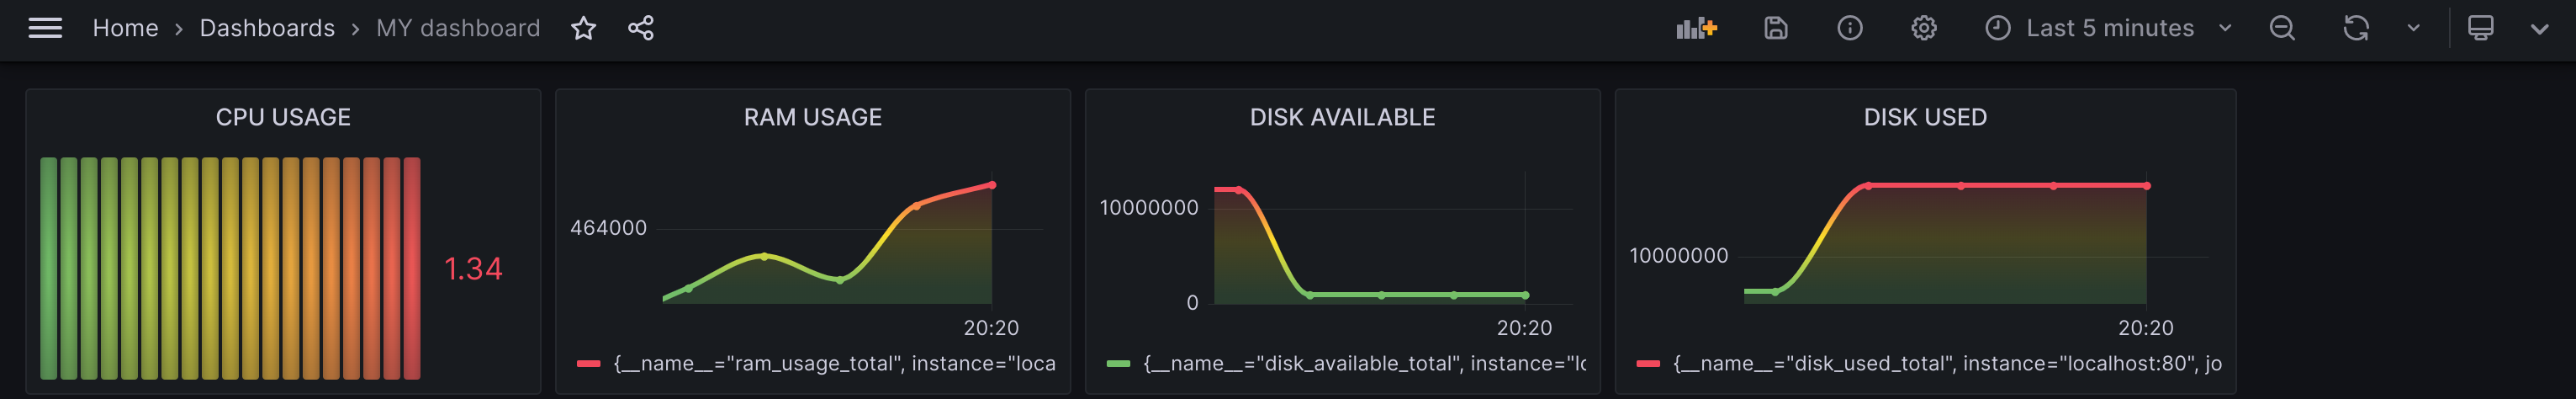 Home › Dashboards › MY dashboard
Last 5 minutes
CPU USAGE
1.34
RAM USAGE
464000
20:20
{__name__="ram_usage_total", instance="loca
DISK AVAILABLE
10000000
0
20:20
{__name__="disk_available_total", instance="lo
DISK USED
10000000
20:20
{__name__="disk_used_total", instance="localhost:80", jo